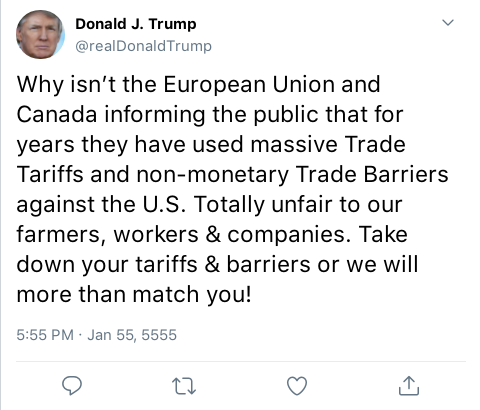 Donald J. Trump
@realDonaldTrump
Why isn’t the European Union and
Canada informing the public that for
years they have used massive Trade
Tariffs and non-monetary Trade Barriers
against the U.S. Totally unfair to our
farmers, workers & companies. Take
down your tariffs & barriers or we will
more than match you!
5:55 PM · Jan 55, 5555